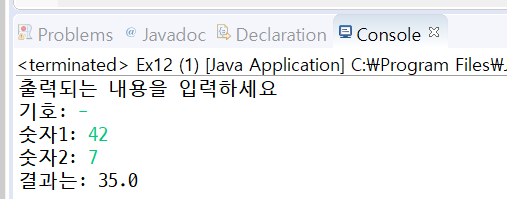 Problems @ Javadoc Declaration Console
<terminated> Ex12 (1) [Java Application] C:₩Program Files₩J
출력되는 내용을 입력하세요
기호: -
숫자1: 42
숫자2: 7
결과는: 35.0